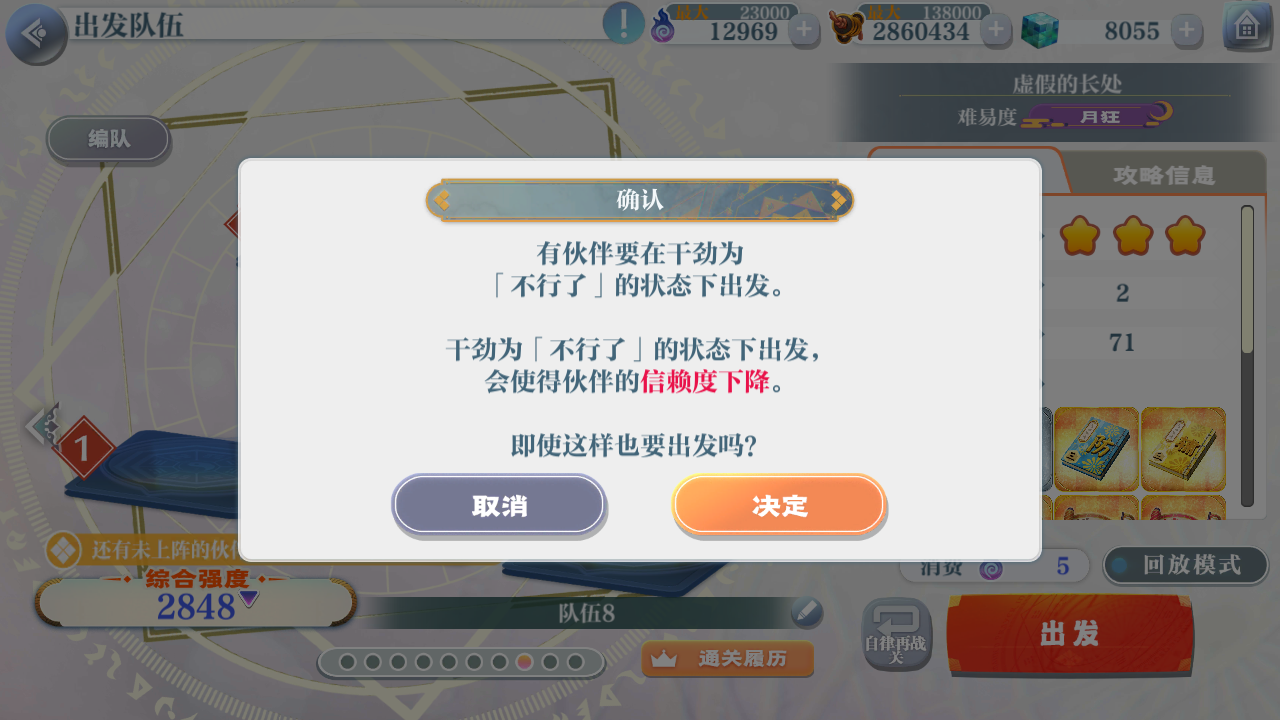 出发队伍
最大 23000
12969
最大 138000
2860434
8055
虚假的长处
难易度 月狂
编队
攻略信息
确认
有伙伴要在干劲为
「不行了」的状态下出发。
干劲为「不行了」的状态下出发，
会使得伙伴的信赖度下降。
即使这样也要出发吗？
取消
决定
2
71
防
1
还有未上阵的伙伴
综合强度
2848
队伍8
通关履历
消费 5
回放模式
自律再战
关
出发